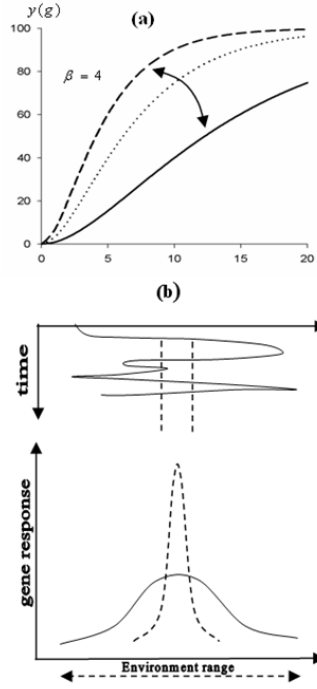 (a)
y(g)
100
β = 4
80
60
40
20
0
0 5 10 15 20
(b)
time
gene response
Environment range